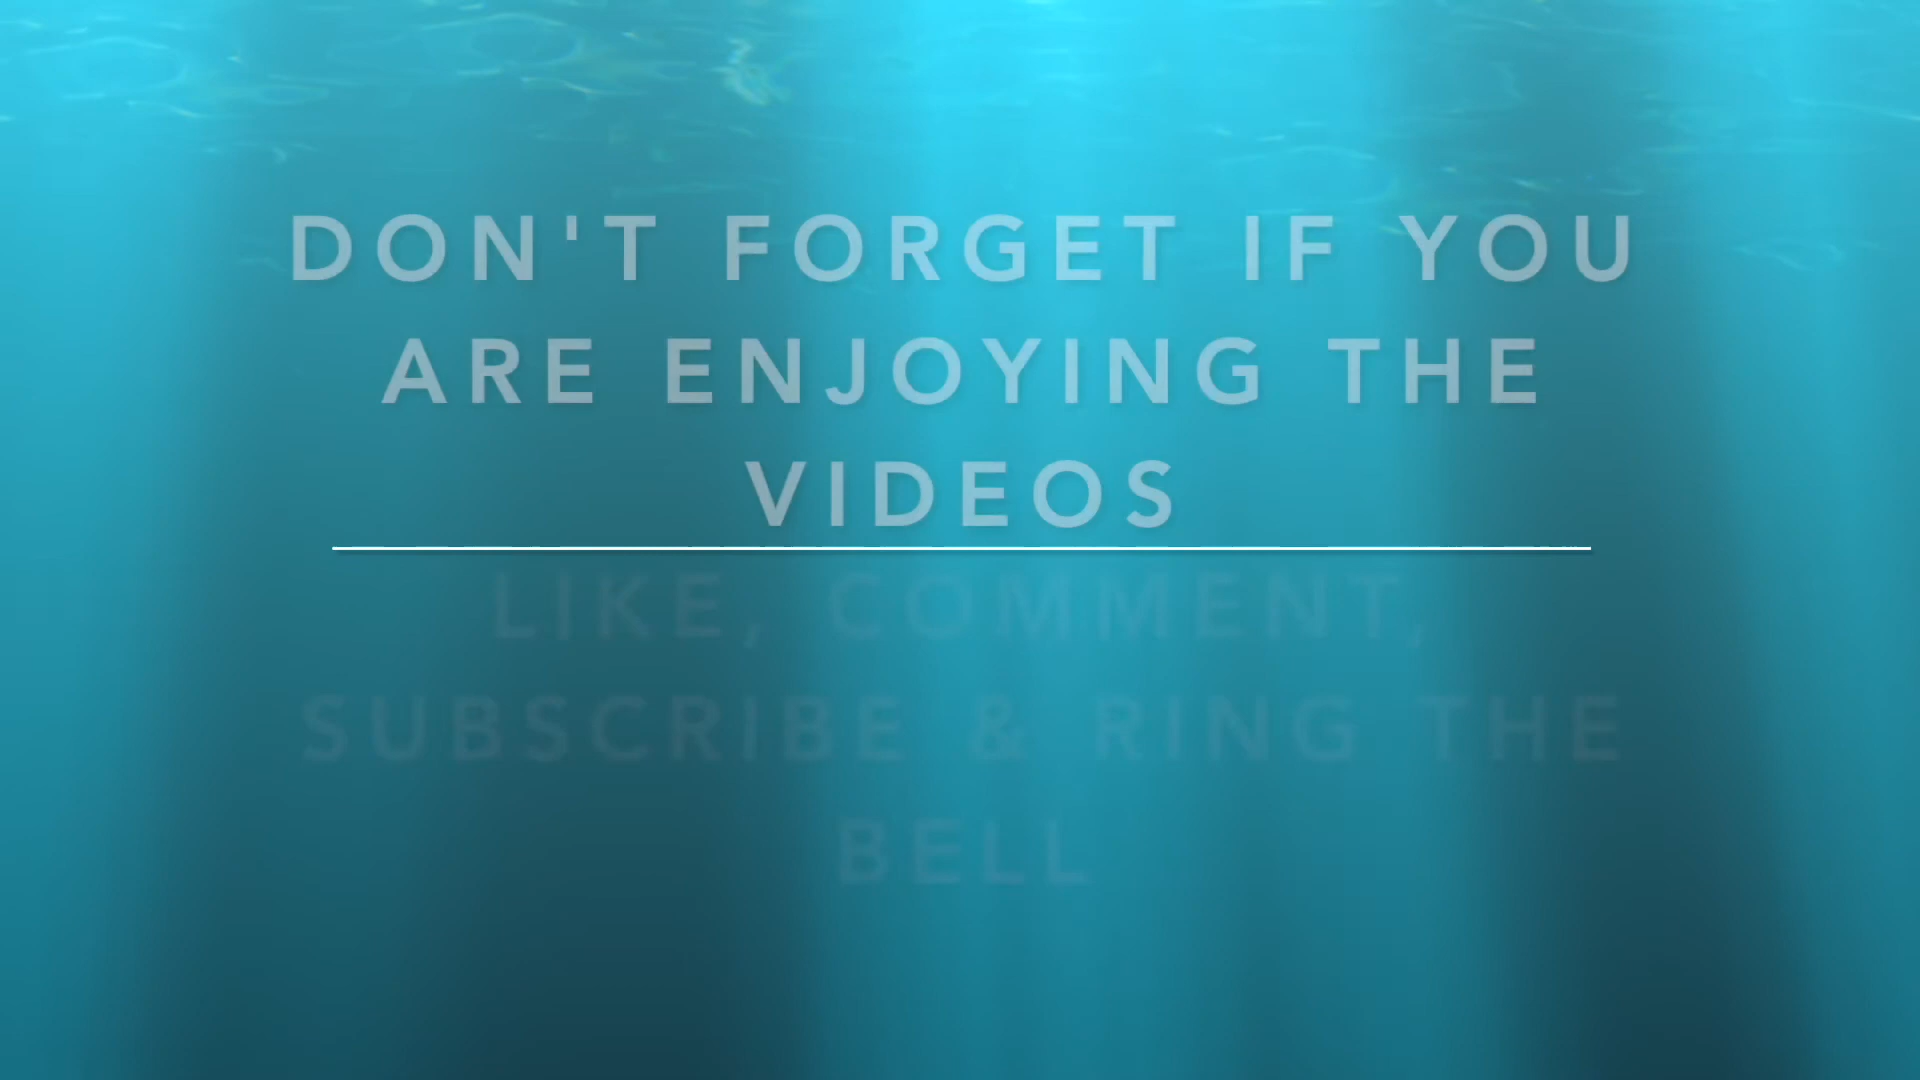 DON'T FORGET IF YOU
ARE ENJOYING THE
VIDEOS
LIKE, COMMENT,
SUBSCRIBE & RING THE
BELL